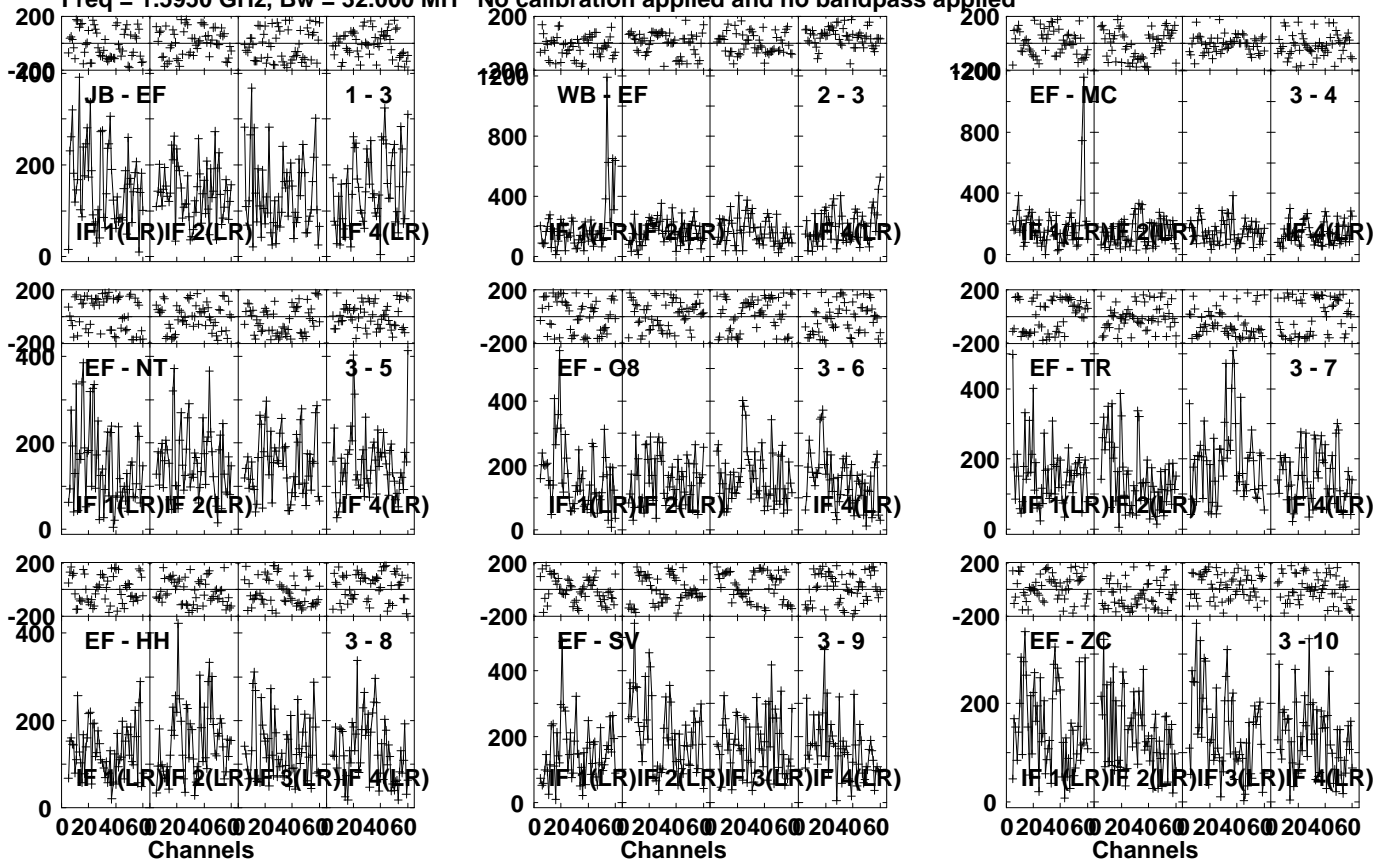 Freq = 1.5950 GHz, Bw = 32.000 MH No calibration applied and no bandpass applied
200
-200
400
200
0
JB - EF 1 - 3
IF 1(LR) IF 2(LR) IF 4(LR)
200
1200
800
400
0
WB - EF 2 - 3
IF 1(LR) IF 2(LR) IF 4(LR)
200
-200
1200
800
400
0
EF - MC 3 - 4
IF 1(LR) IF 2(LR) IF 4(LR)
200
-200
400
200
0
EF - NT 3 - 5
IF 1(LR) IF 2(LR) IF 4(LR)
200
-200
400
200
0
EF - O8 3 - 6
IF 1(LR) IF 2(LR) IF 4(LR)
200
-200
400
200
0
EF - TR 3 - 7
IF 1(LR) IF 2(LR) IF 4(LR)
200
-200
400
200
0
EF - HH 3 - 8
IF 1(LR) IF 2(LR) IF 3(LR) IF 4(LR)
0 20 40 60 0 20 40 60 0 20 40 60 0 20 40 60
Channels
200
-200
400
200
0
EF - SV 3 - 9
IF 1(LR) IF 2(LR) IF 3(LR) IF 4(LR)
0 20 40 60 0 20 40 60 0 20 40 60 0 20 40 60
Channels
200
-200
200
0
EF - ZC 3 - 10
IF 1(LR) IF 2(LR) IF 3(LR) IF 4(LR)
0 20 40 60 0 20 40 60 0 20 40 60 0 20 40 60
Channels